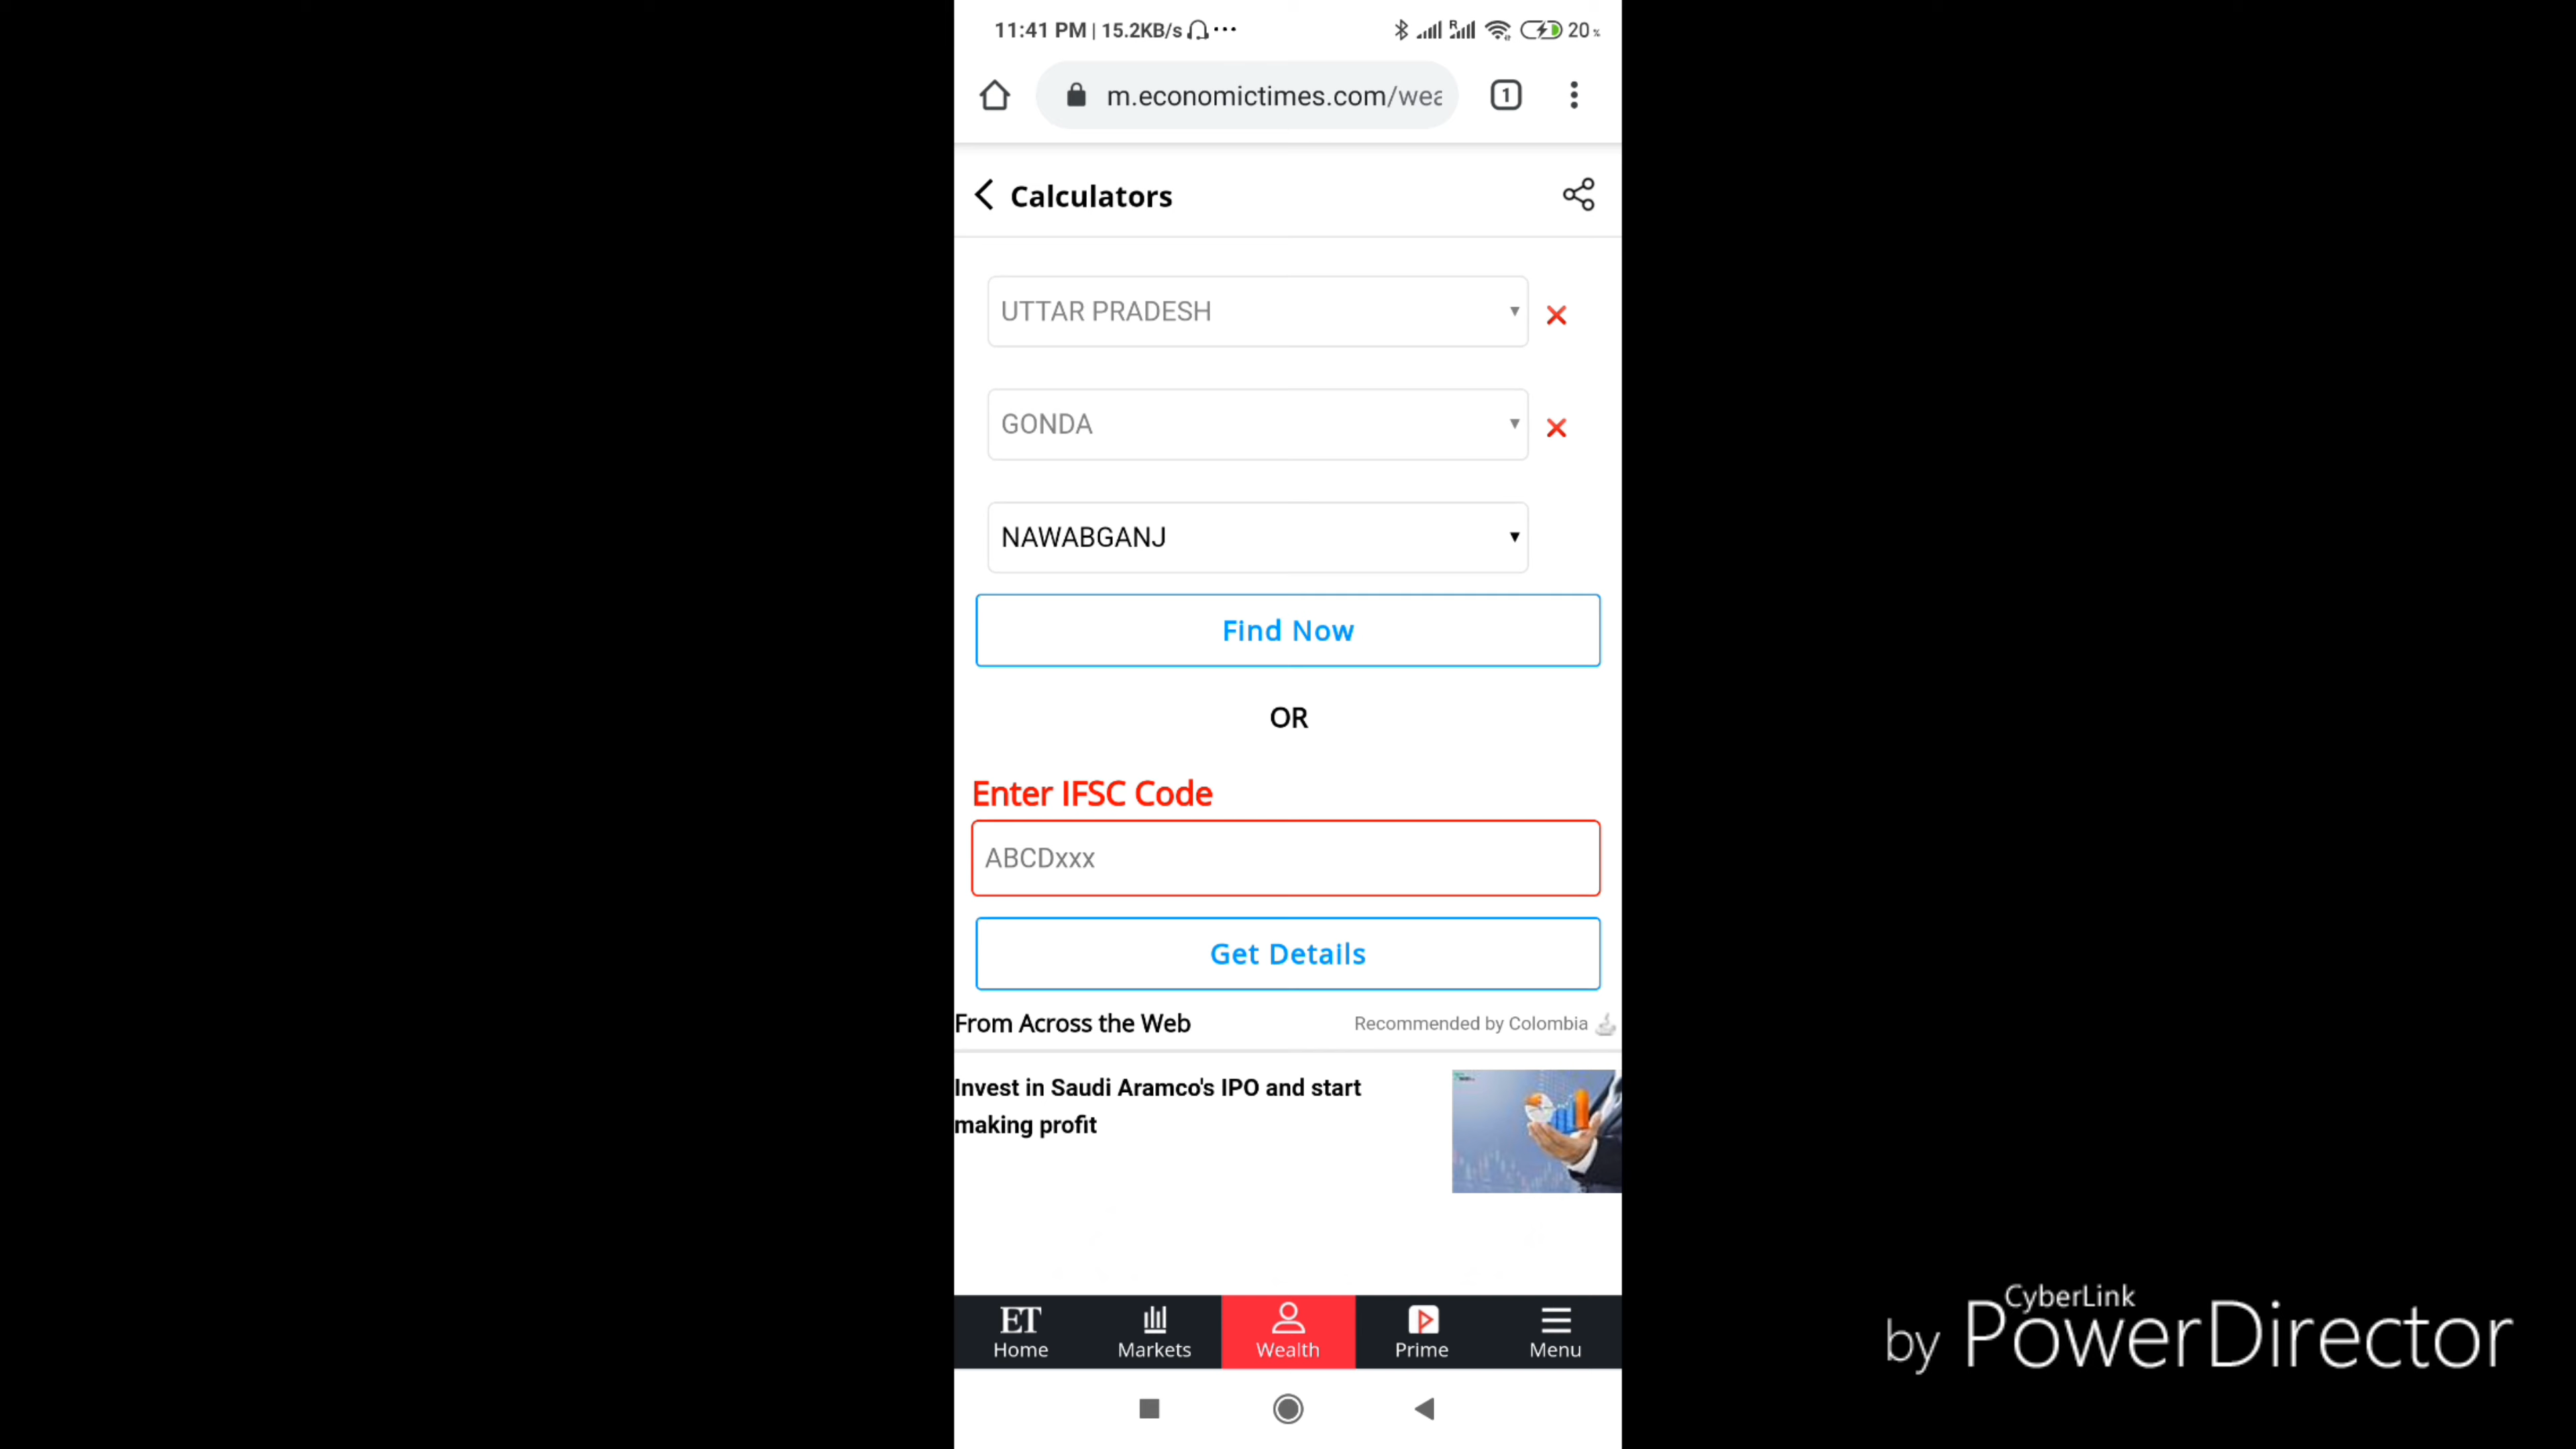 11:41 PM | 15.2KB/s ...
R
20%
m.economictimes.com/wea
1
Calculators
UTTAR PRADESH
GONDA
NAWABGANJ
Find Now
OR
Enter IFSC Code
ABCDxxx
Get Details
From Across the Web
Recommended by Colombia
Invest in Saudi Aramco's IPO and start
making profit
ET
Home
Markets
Wealth
Prime
Menu
by CyberLink
PowerDirector